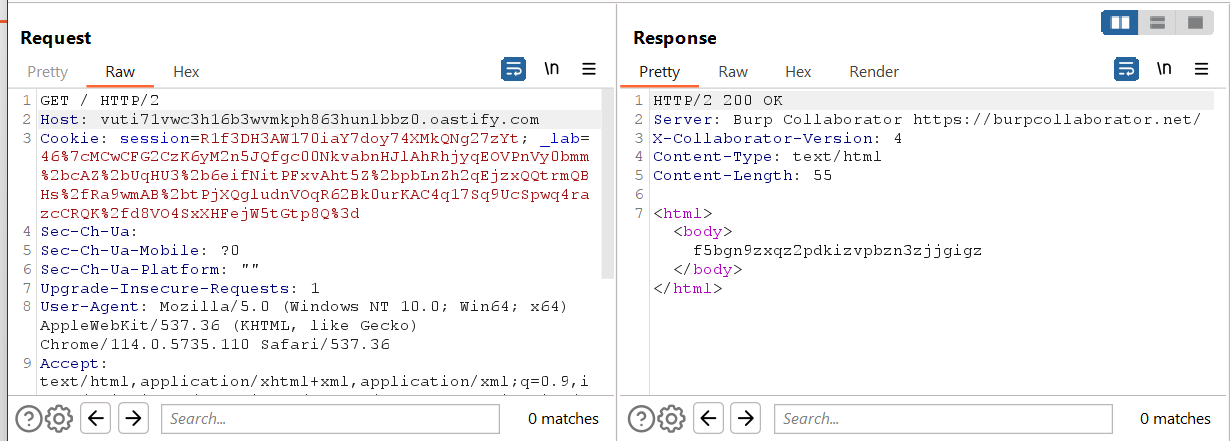 Request
Pretty Raw Hex
\n
1 GET / HTTP/2
2 Host: vuti71vwc3h16b3wvmkph863hunlbbz0.oastify.com
3 Cookie: session=R1f3DH3AW170iaY7doy74XMkQNg27zYt; _lab=
46%7cMCwCFG2CzK6yM2n5JQfgc00NkvabnHJlAhRhjyqEOVPnVy0bmm
%2bcAZ%2bUqHU3%2b6eifNitPFxvAht5Z%2bpbLnZh2qEjzxQQtrmQB
Hs%2fRa9wmAB%2btPjXQgludnVOqR62Bk0urKAC4q17Sq9UcSpwq4ra
zcCRQK%2fd8VO4SxXHFejW5tGtp8Q%3d
4 Sec-Ch-Ua:
5 Sec-Ch-Ua-Mobile: ?0
6 Sec-Ch-Ua-Platform: ""
7 Upgrade-Insecure-Requests: 1
8 User-Agent: Mozilla/5.0 (Windows NT 10.0; Win64; x64)
AppleWebKit/537.36 (KHTML, like Gecko)
Chrome/114.0.5735.110 Safari/537.36
9 Accept:
text/html,application/xhtml+xml,application/xml;q=0.9,i
Search...
0 matches
Response
Pretty Raw Hex Render
\n
1 HTTP/2 200 OK
2 Server: Burp Collaborator https://burpcollaborator.net/
3 X-Collaborator-Version: 4
4 Content-Type: text/html
5 Content-Length: 55
6
7 <html>
<body>
f5bgn9zxqz2pdkizvpbzn3zjjgigz
</body>
</html>
Search...
0 matches